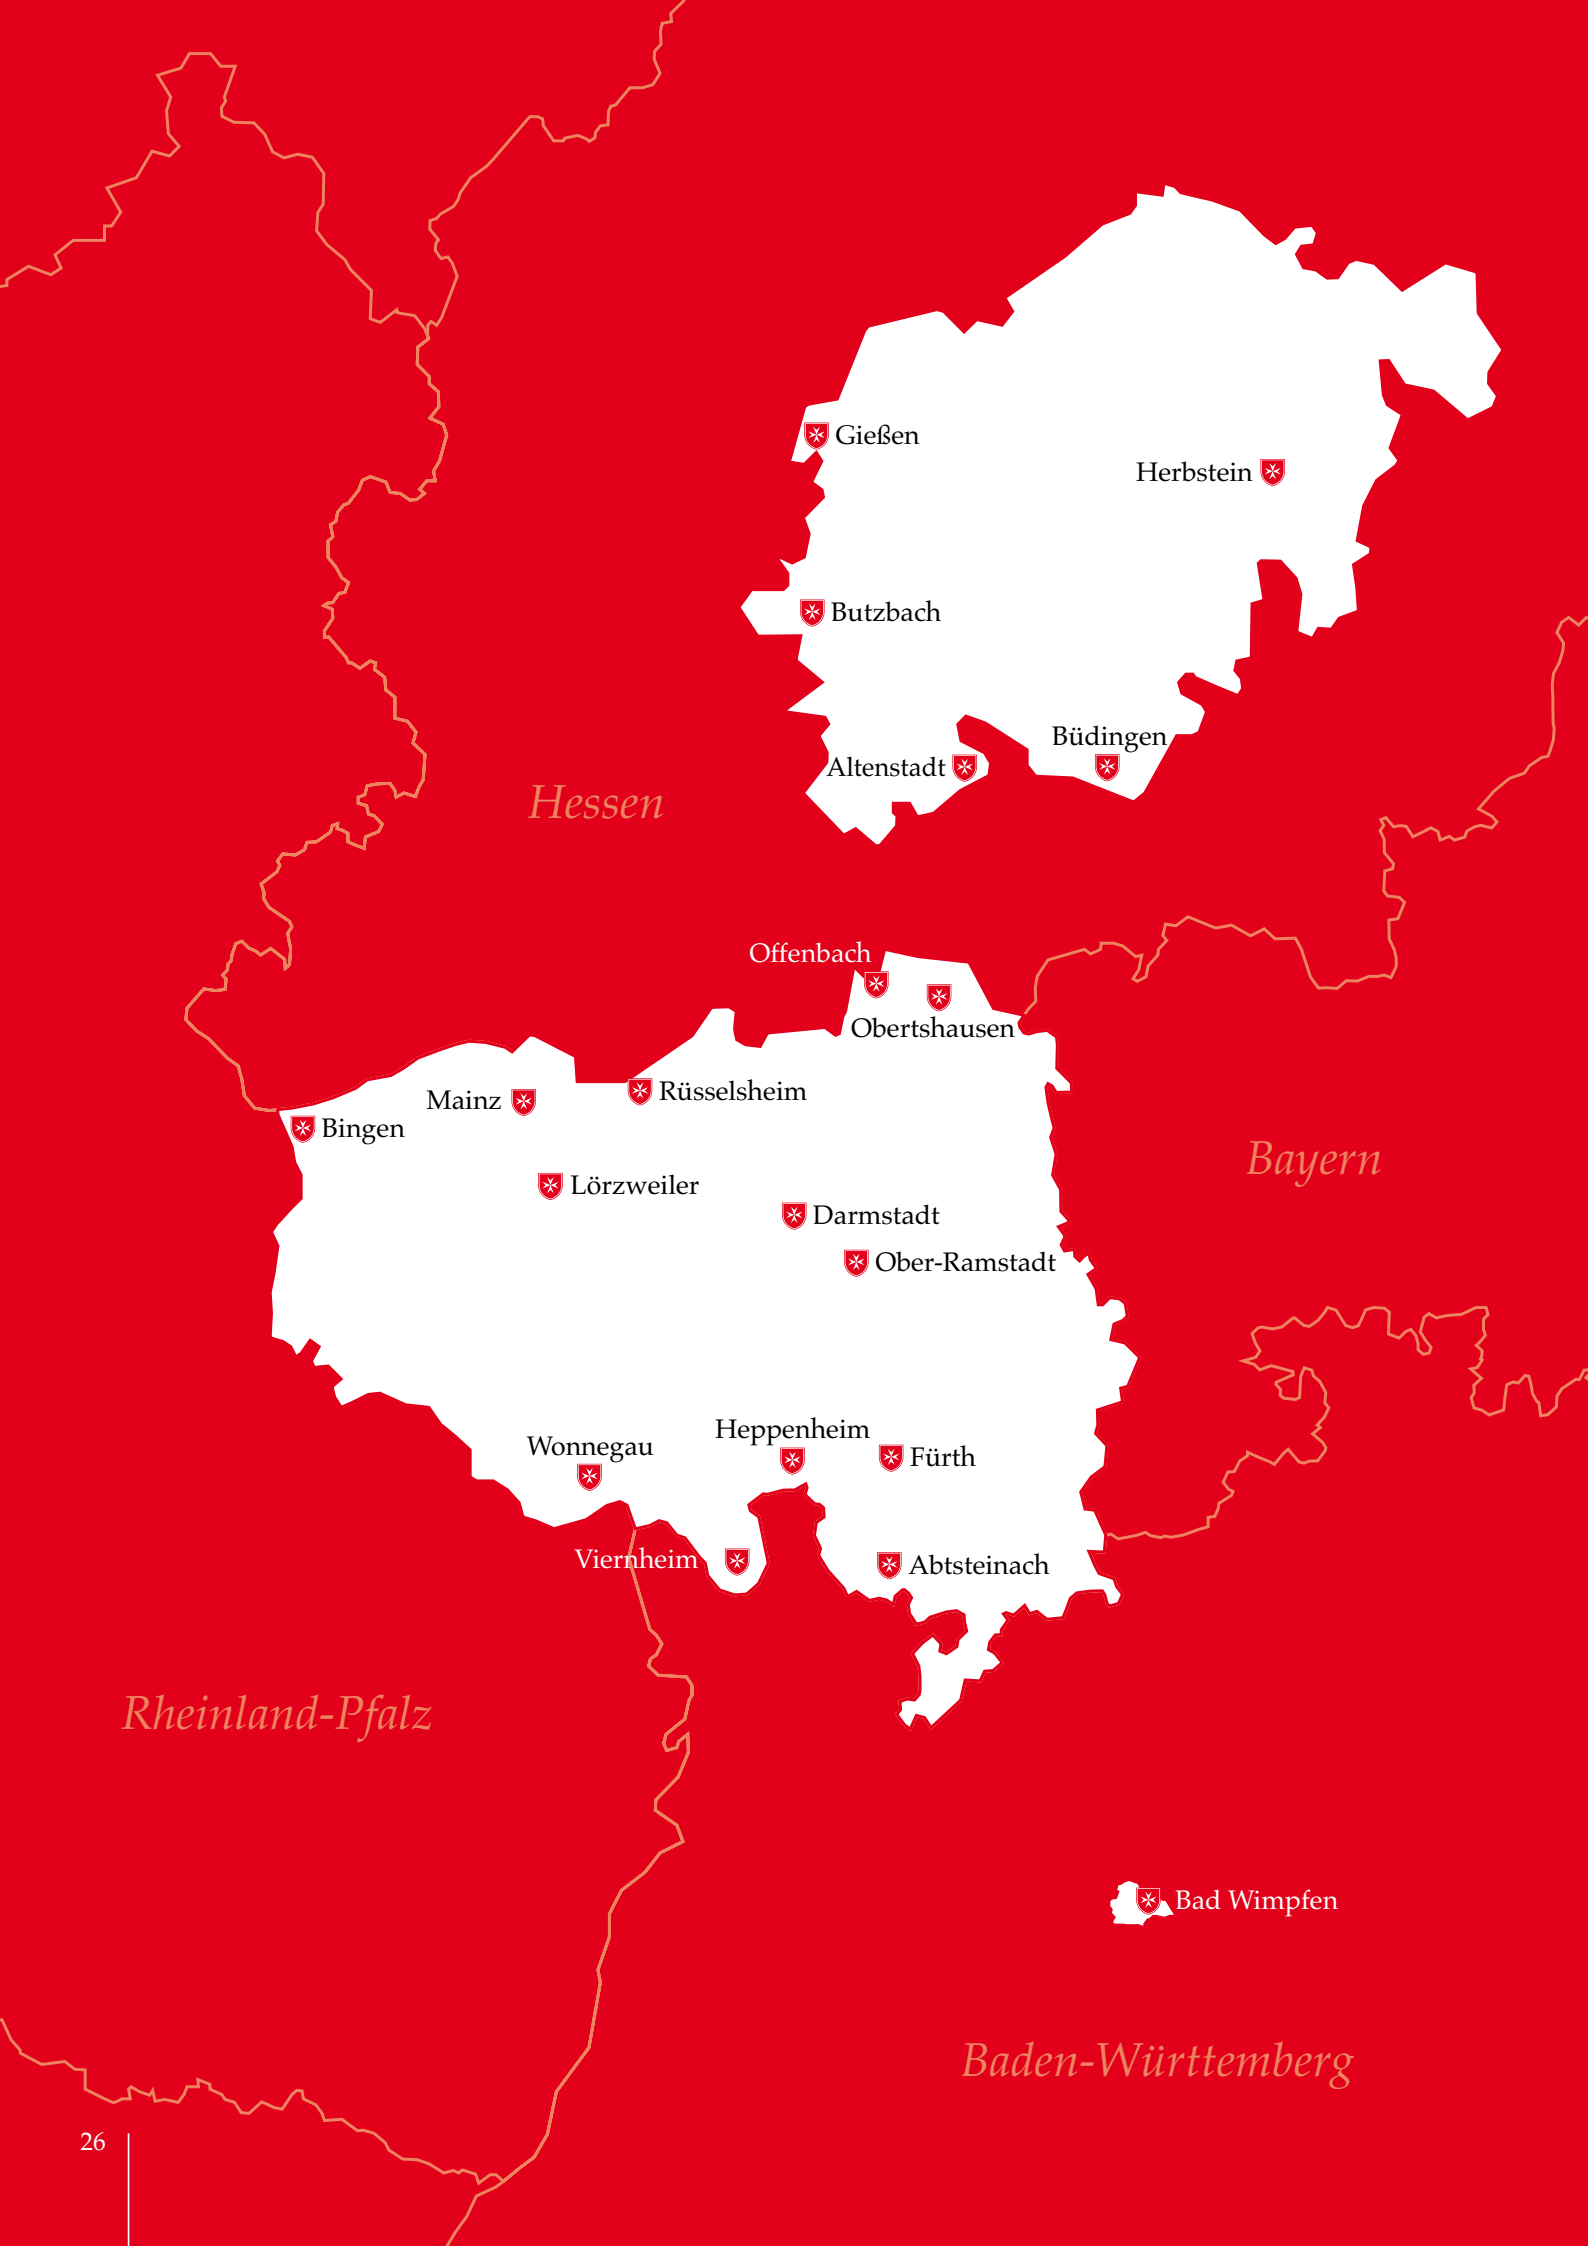 Gießen
Herbstein
Butzbach
Büdingen
Altenstadt
Hessen
Offenbach
Obertshausen
Rüsselsheim
Mainz
Bingen
Bayern
Lörzweiler
Darmstadt
Ober-Ramstadt
Heppenheim
Wonnegau
Fürth
Viernheim
Abtsteinach
Rheinland-Pfalz
Bad Wimpfen
Baden-Württemberg
26